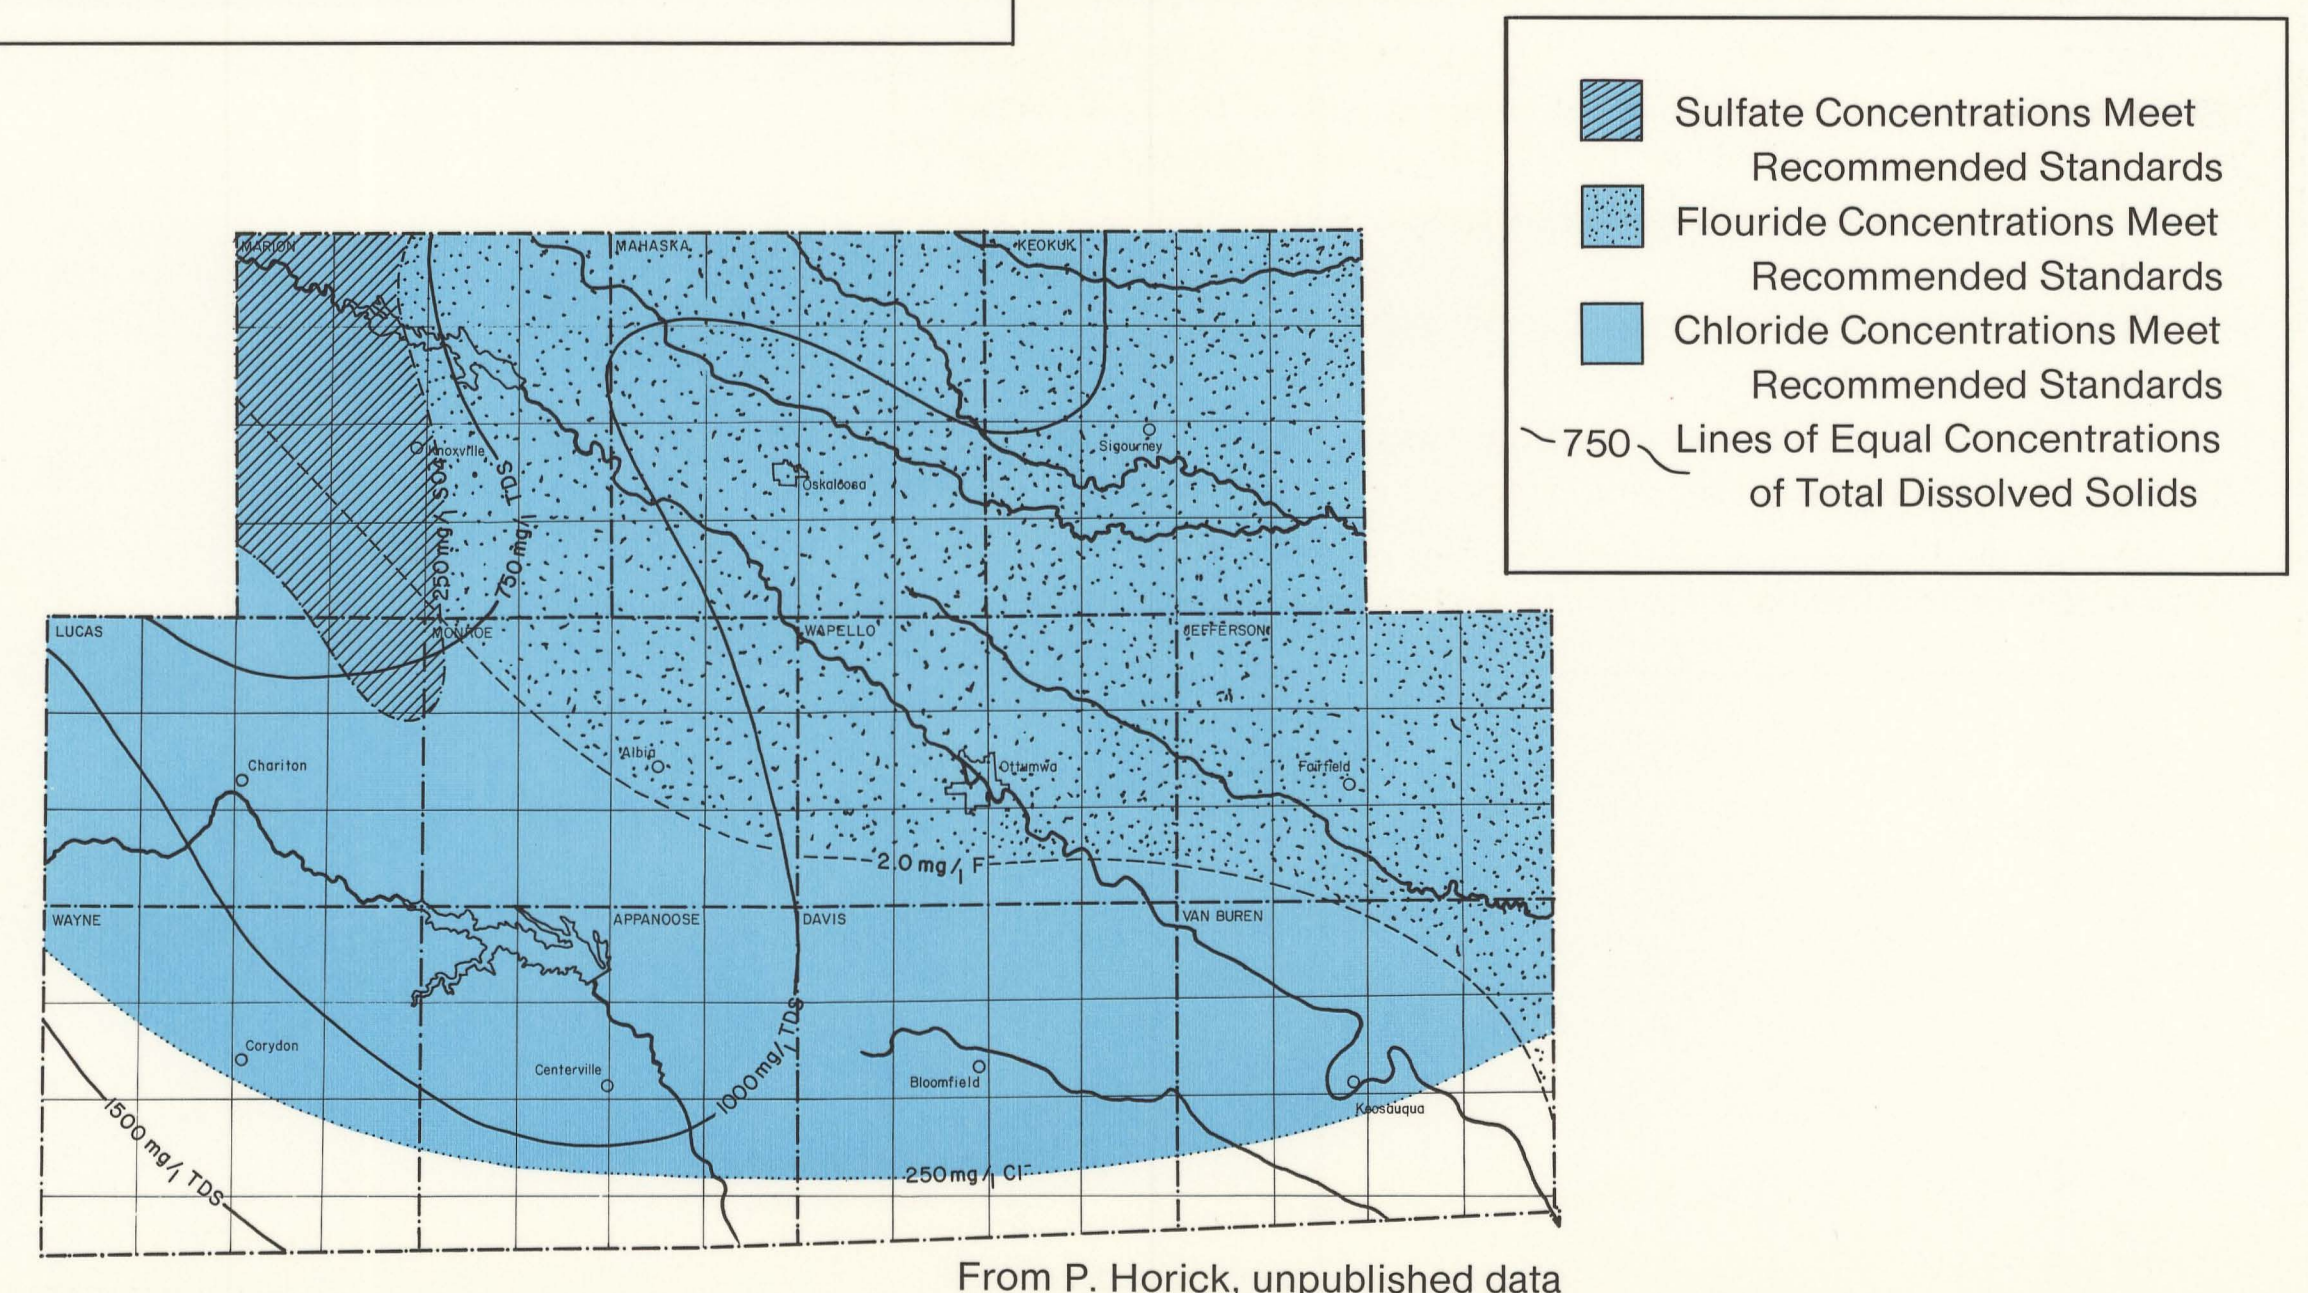 Sulfate Concentrations Meet
Recommended Standards
Flouride Concentrations Meet
Recommended Standards
Chloride Concentrations Meet
Recommended Standards
750 Lines of Equal Concentrations
of Total Dissolved Solids
MARION
MAHASKA
KEOKUK
Knoxville
Sigourney
Oskaloosa
250 mg/l SO4
750 mg/l TDS
LUCAS
MONROE
WAPELLO
JEFFERSON
Chariton
Albia
Ottumwa
Fairfield
2.0 mg/l F
WAYNE
APPANOOSE
DAVIS
VAN BUREN
Corydon
Centerville
1000 mg/l TDS
Bloomfield
Keosauqua
1500 mg/l TDS
250 mg/l Cl-
From P. Horick, unpublished data